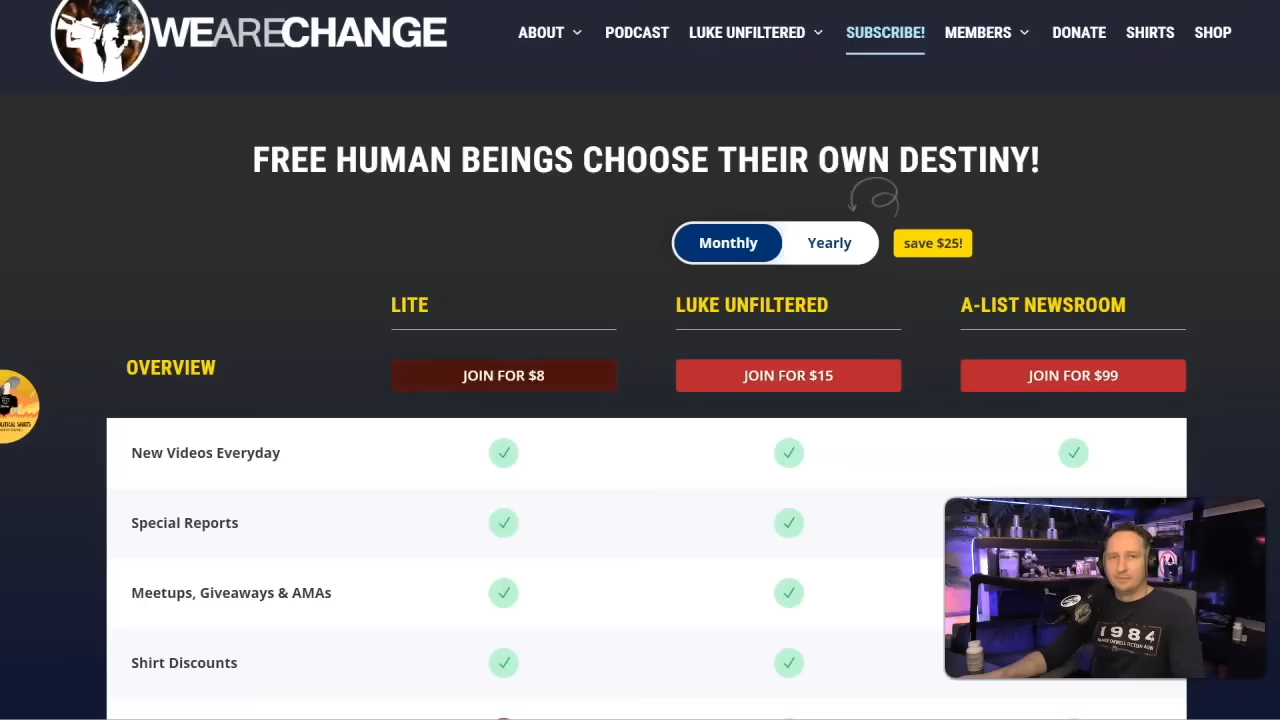 WEARECHANGE
ABOUT PODCAST LUKE UNFILTERED SUBSCRIBE! MEMBERS DONATE SHIRTS SHOP
FREE HUMAN BEINGS CHOOSE THEIR OWN DESTINY!
Monthly Yearly save $25!
LITE LUKE UNFILTERED A-LIST NEWSROOM
OVERVIEW JOIN FOR $8 JOIN FOR $15 JOIN FOR $99
New Videos Everyday
Special Reports
Meetups, Giveaways & AMAs
Shirt Discounts
1984